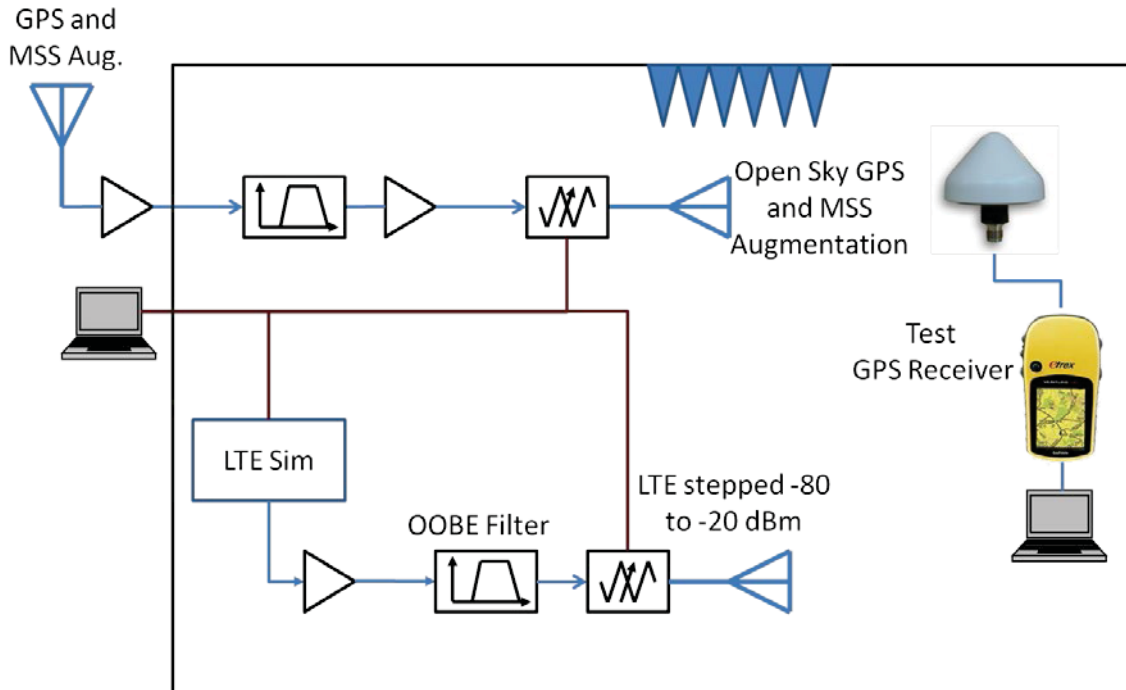 GPS and
MSS Aug.
Open Sky GPS
and MSS
Augmentation
Test
GPS Receiver
etrex
LTE Sim
LTE stepped -80
to -20 dBm
OOBE Filter